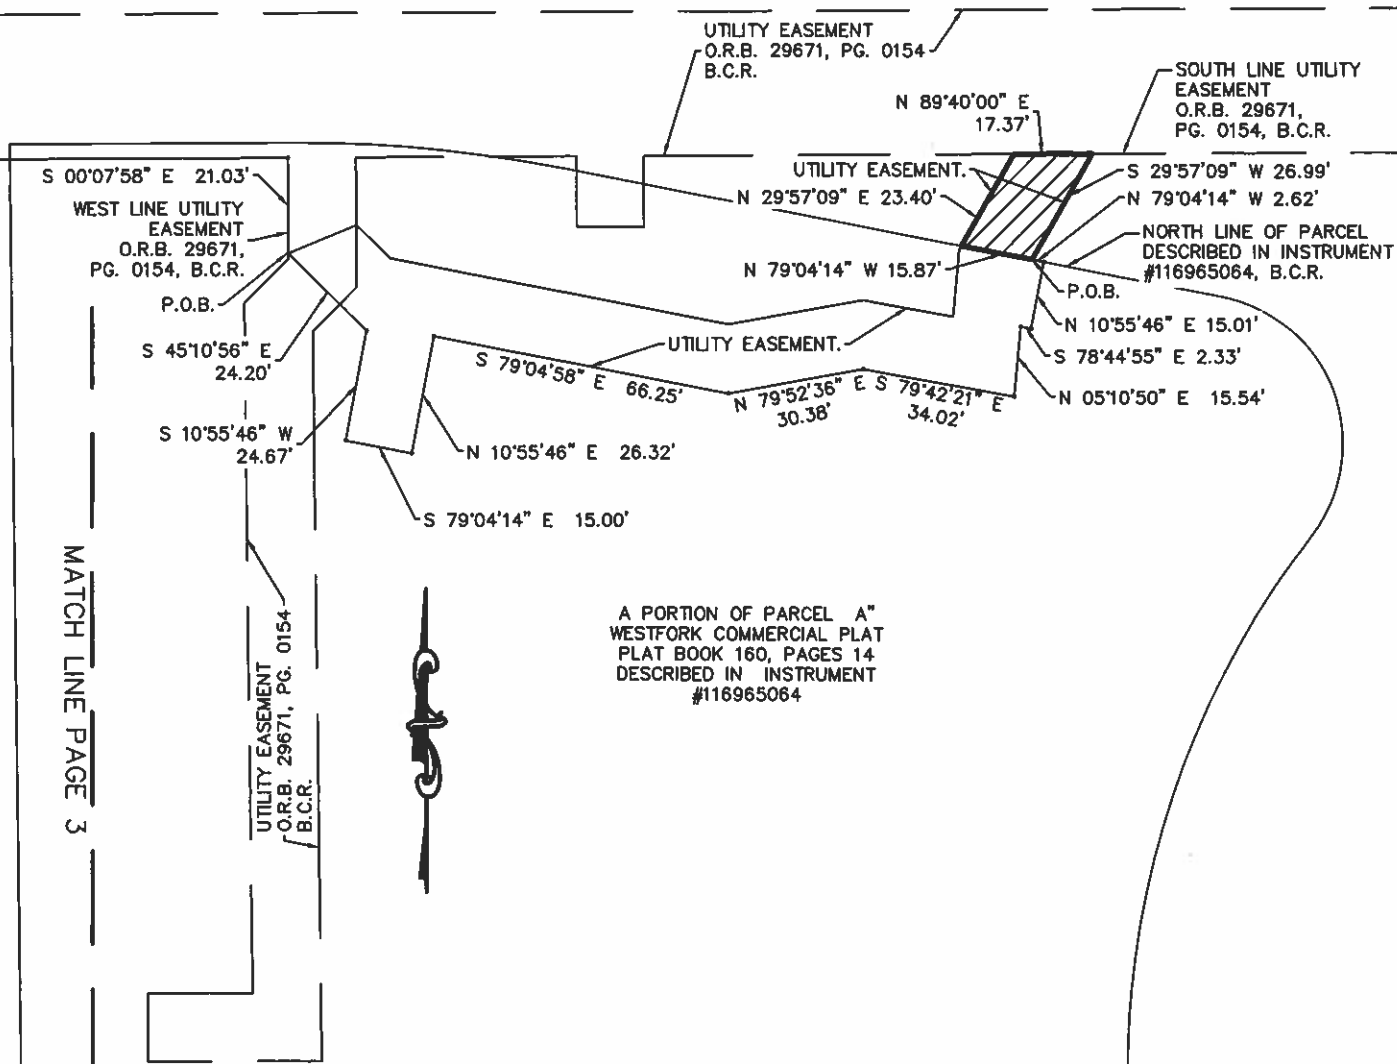 UTILITY EASEMENT
O.R.B. 29671, PG. 0154
B.C.R.
SOUTH LINE UTILITY
EASEMENT
O.R.B. 29671,
PG. 0154, B.C.R.
N 89°40'00" E
17.37'
UTILITY EASEMENT.
S 29°57'09" W 26.99'
N 29°57'09" E 23.40'
N 79°04'14" W 2.62'
S 00°07'58" E 21.03'
WEST LINE UTILITY
EASEMENT
O.R.B. 29671,
PG. 0154, B.C.R.
NORTH LINE OF PARCEL
DESCRIBED IN INSTRUMENT
#116965064, B.C.R.
N 79°04'14" W 15.87'
P.O.B.
P.O.B.
N 10°55'46" E 15.01'
UTILITY EASEMENT.
S 45°10'56" E
24.20'
S 78°44'55" E 2.33'
S 79°04'58" E 66.25'
N 79°52'36" E
30.38'
S 79°42'21" E
34.02'
N 05°10'50" E 15.54'
S 10°55'46" W
24.67'
N 10°55'46" E 26.32'
S 79°04'14" E 15.00'
MATCH LINE PAGE 3
UTILITY EASEMENT
O.R.B. 29671, PG. 0154
B.C.R.
A PORTION OF PARCEL A"
WESTFORK COMMERCIAL PLAT
PLAT BOOK 160, PAGES 14
DESCRIBED IN INSTRUMENT
#116965064